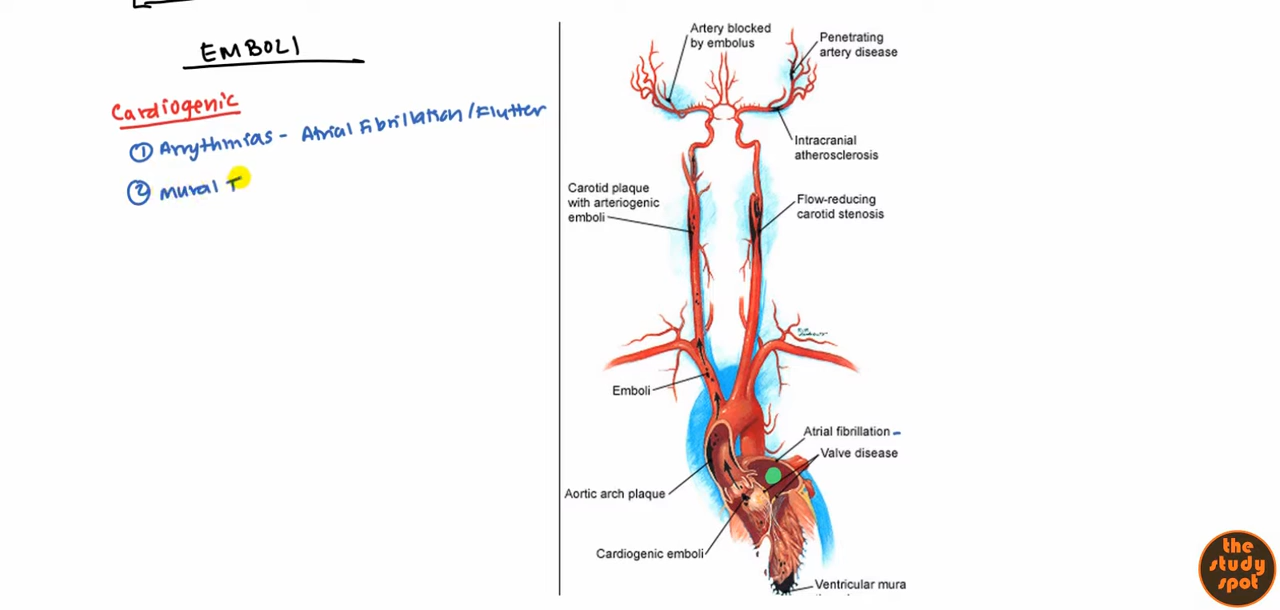 EMBOLI
Cardiogenic
① Arrythmias - Atrial Fibrillation/Flutter
② Mural T
Artery blocked
by embolus
Penetrating
artery disease
Intracranial
atherosclerosis
Carotid plaque
with arteriogenic
emboli
Flow-reducing
carotid stenosis
Emboli
Atrial fibrillation
Valve disease
Aortic arch plaque
Cardiogenic emboli
Ventricular mura
the
study
spot